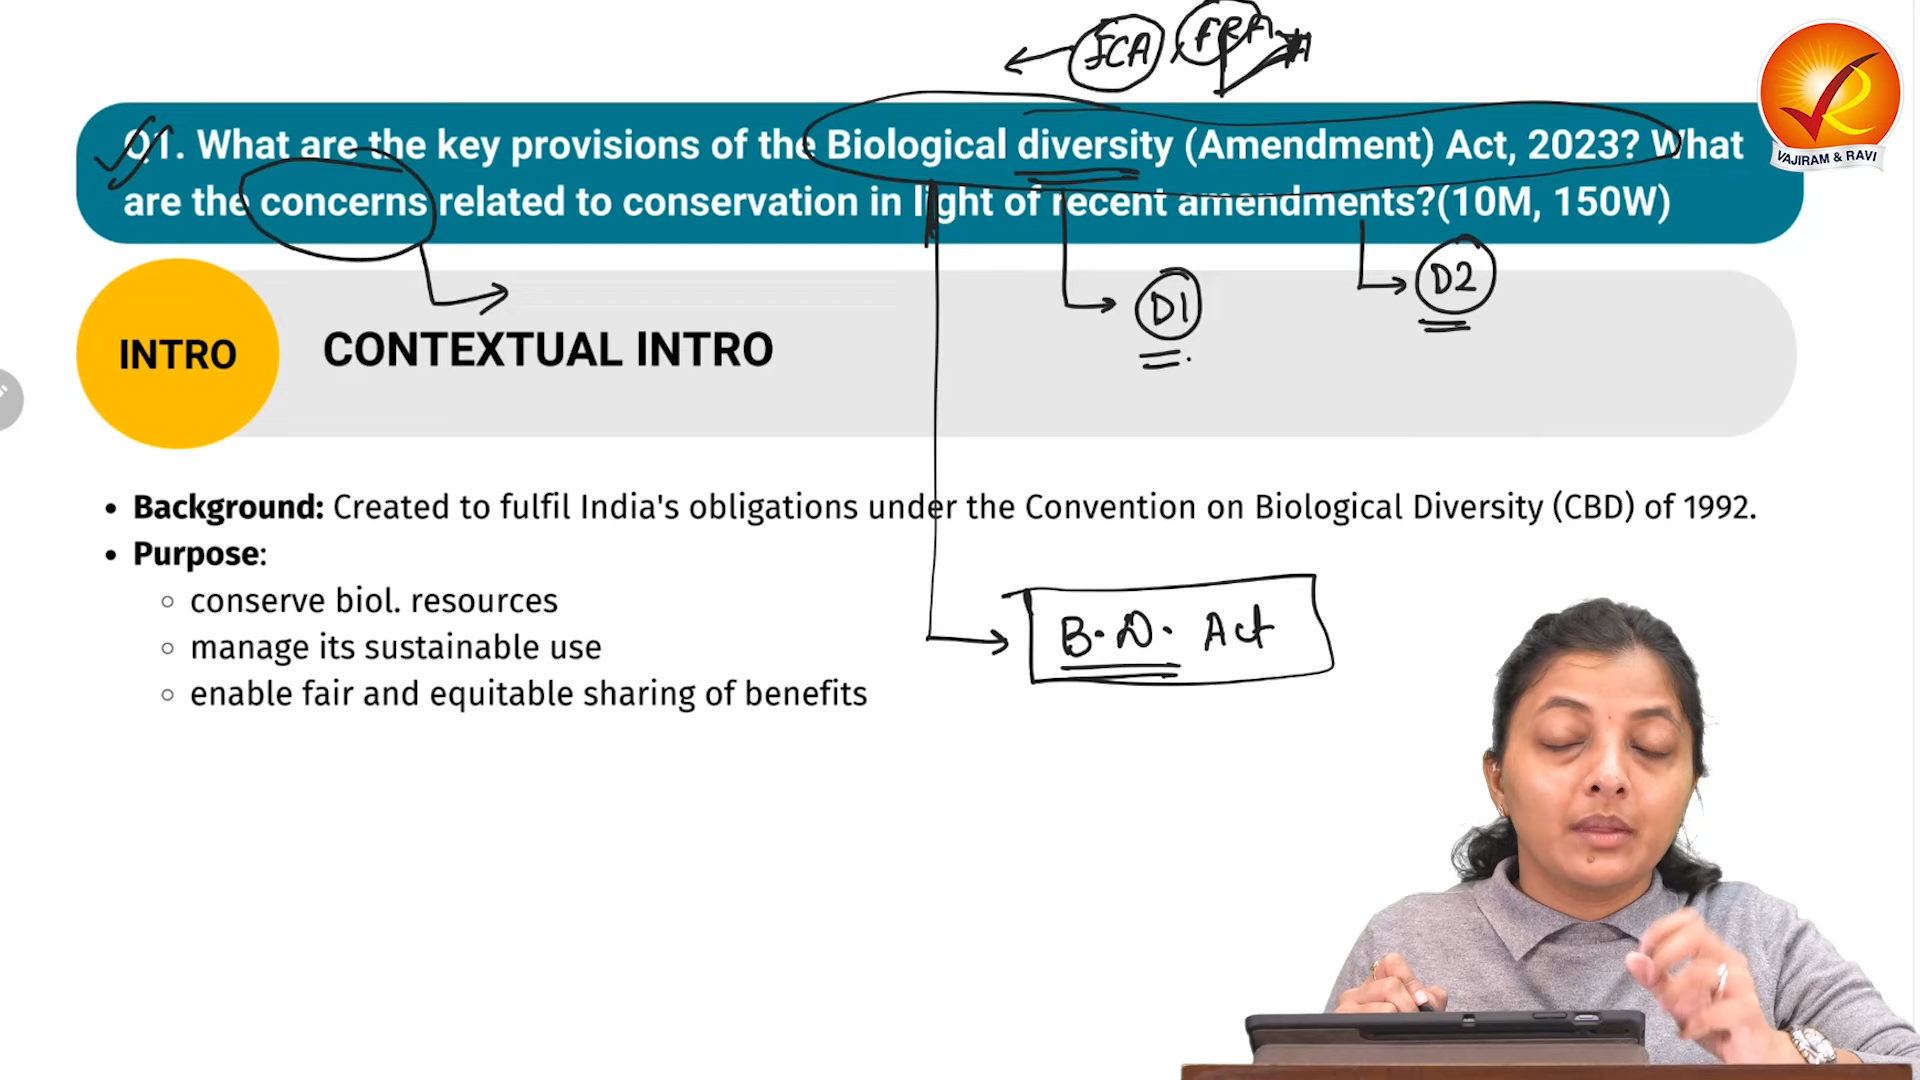 FCA, FRA
VAJIRAM & RAVI
Q1. What are the key provisions of the Biological diversity (Amendment) Act, 2023? What
are the concerns related to conservation in light of recent amendments?(10M, 150W)
D1
D2
INTRO
CONTEXTUAL INTRO
• Background: Created to fulfil India's obligations under the Convention on Biological Diversity (CBD) of 1992.
• Purpose:
◦ conserve biol. resources
◦ manage its sustainable use
◦ enable fair and equitable sharing of benefits
B.D. Act